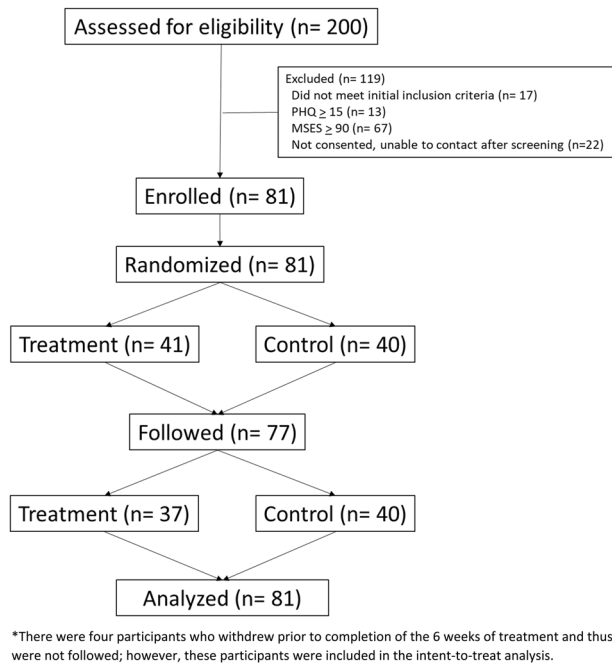 Assessed for eligibility (n= 200)
Excluded (n= 119)
Did not meet initial inclusion criteria (n= 17)
PHQ ≥ 15 (n= 13)
MSES ≥ 90 (n= 67)
Not consented, unable to contact after screening (n=22)
Enrolled (n= 81)
Randomized (n= 81)
Treatment (n= 41)
Control (n= 40)
Followed (n= 77)
Treatment (n= 37)
Control (n= 40)
Analyzed (n= 81)
*There were four participants who withdrew prior to completion of the 6 weeks of treatment and thus
were not followed; however, these participants were included in the intent-to-treat analysis.